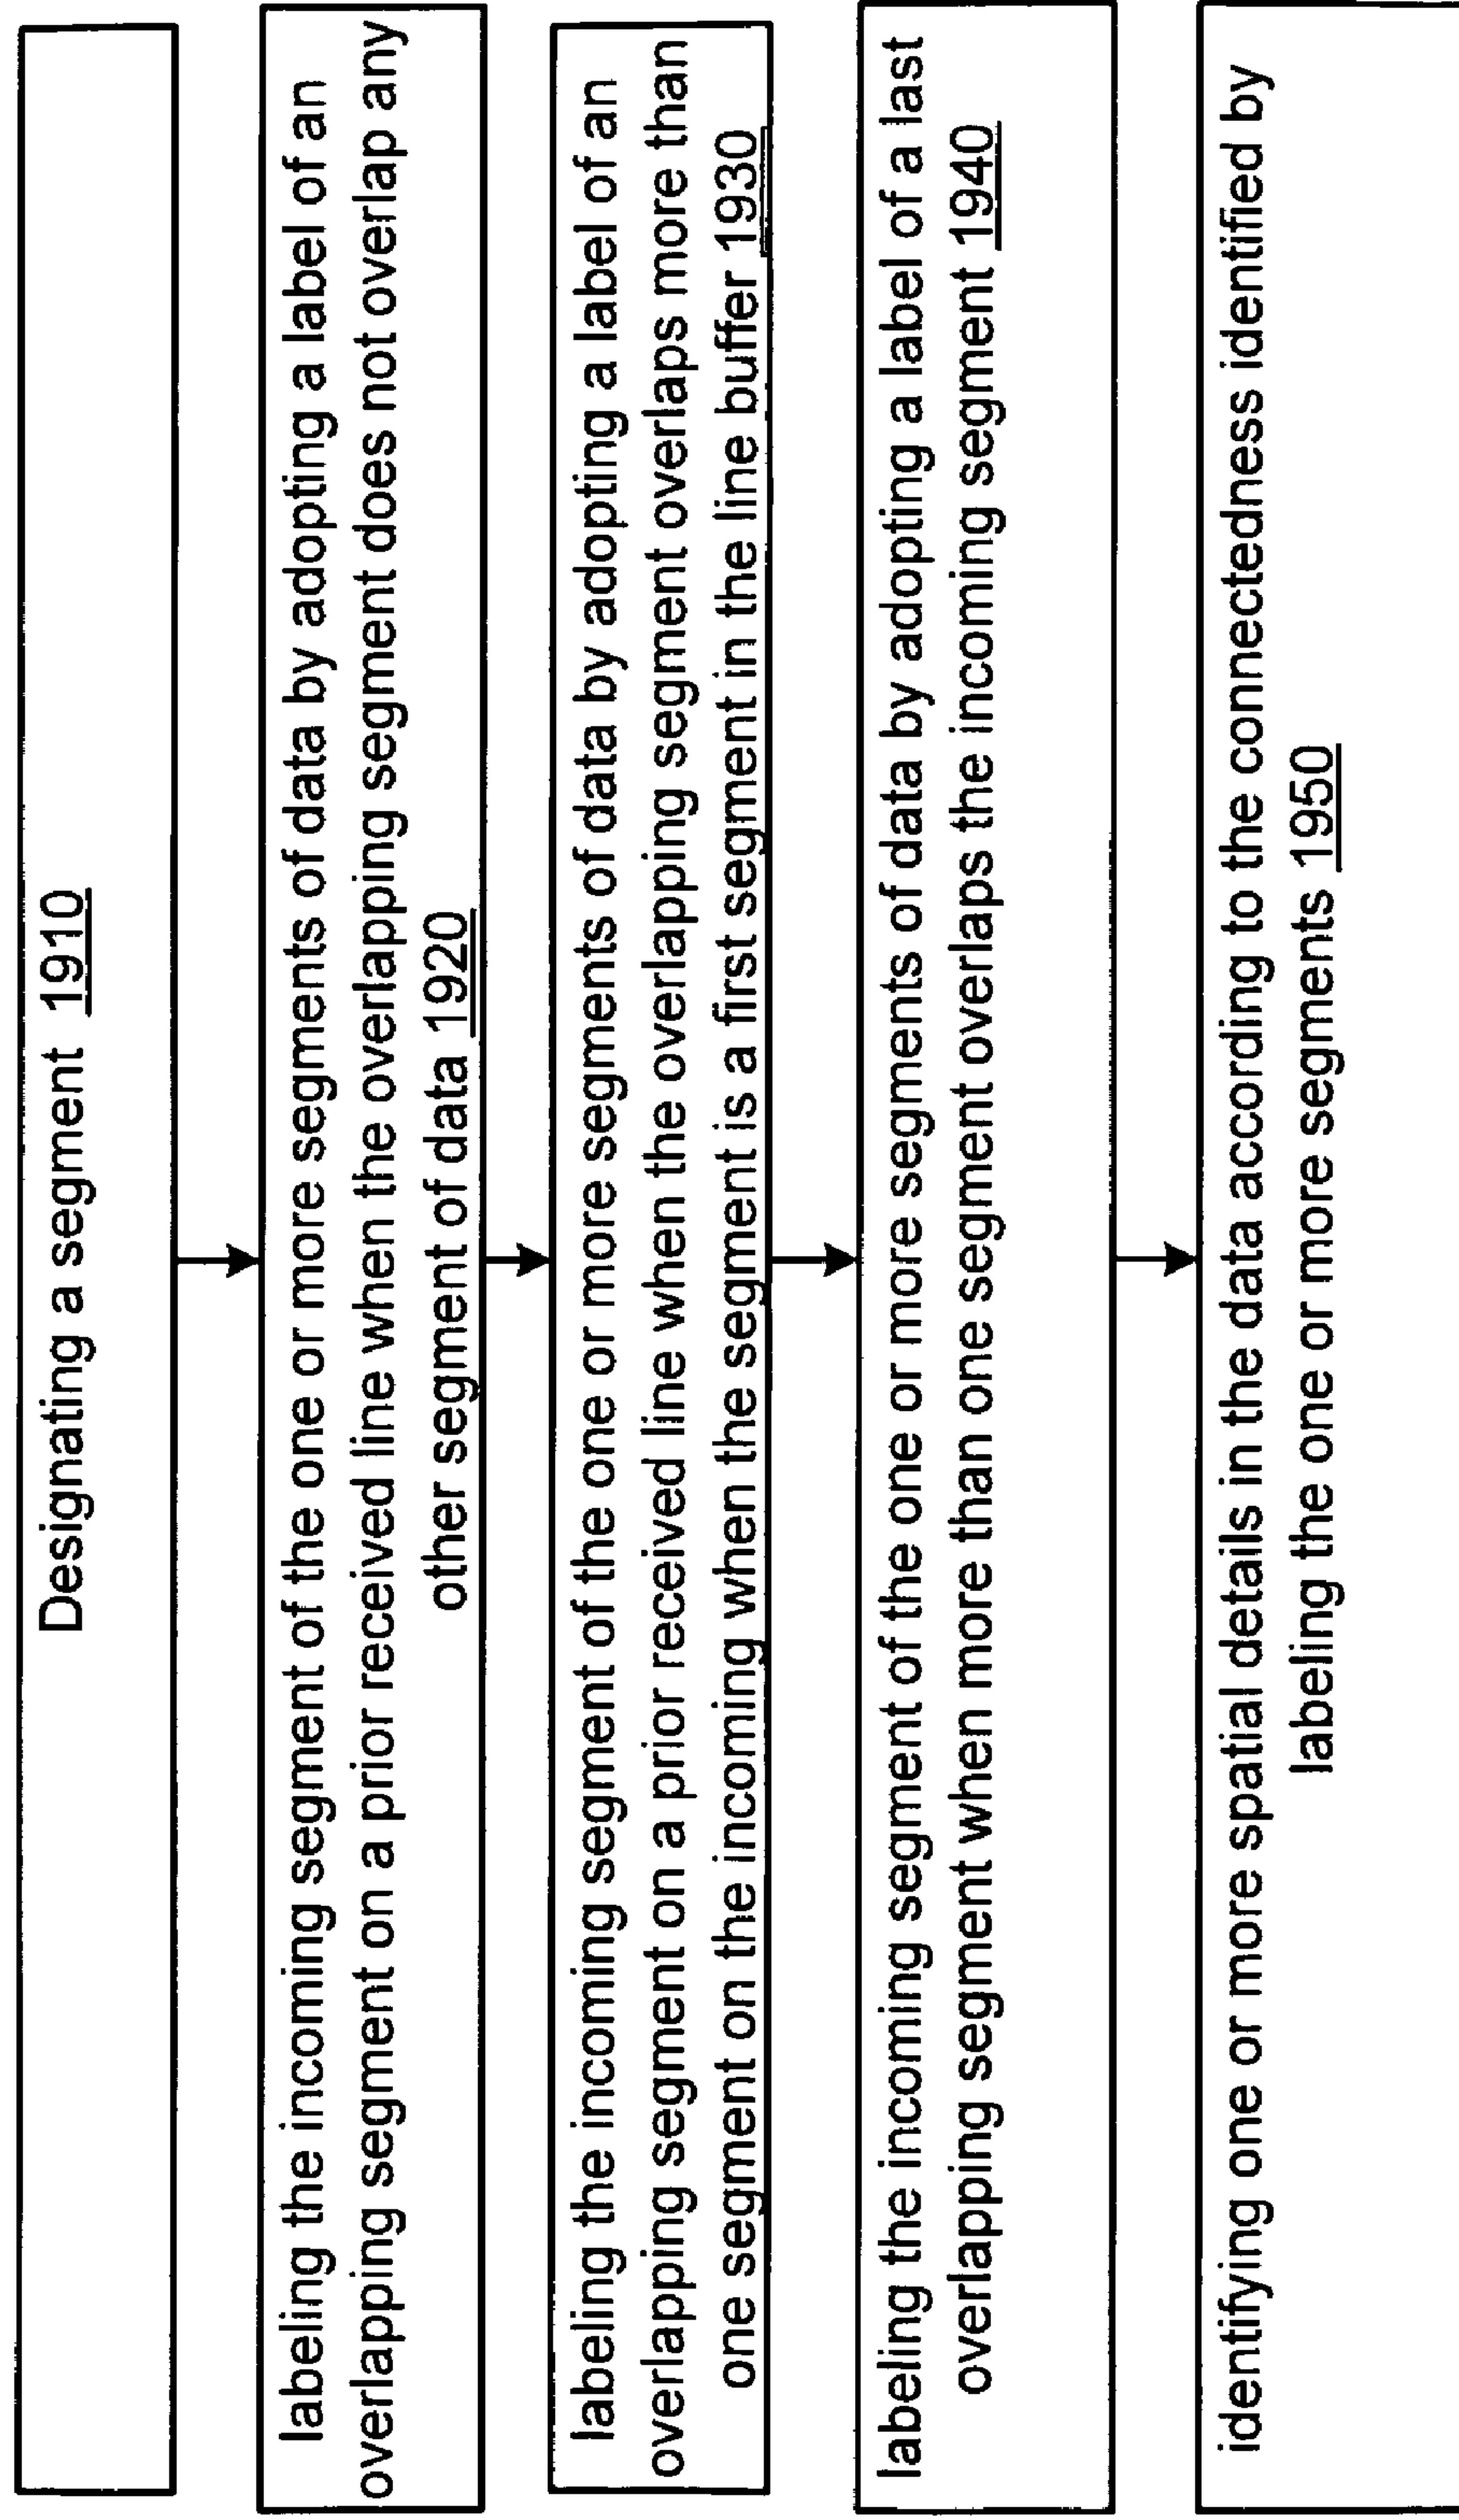 Designating a segment 1910
labeling the incoming segment of the one or more segments of data by adopting a label of an
overlapping segment on a prior received line when the overlapping segment does not overlap any
other segment of data 1920
labeling the incoming segment of the one or more segments of data by adopting a label of an
overlapping segment on a prior received line when the overlapping segment overlaps more than
one segment on the incoming when the segment is a first segment in the line buffer 1930
labeling the incoming segment of the one or more segments of data by adopting a label of a last
overlapping segment when more than one segment overlaps the incoming segment 1940
identifying one or more spatial details in the data according to the connectedness identified by
labeling the one or more segments 1950